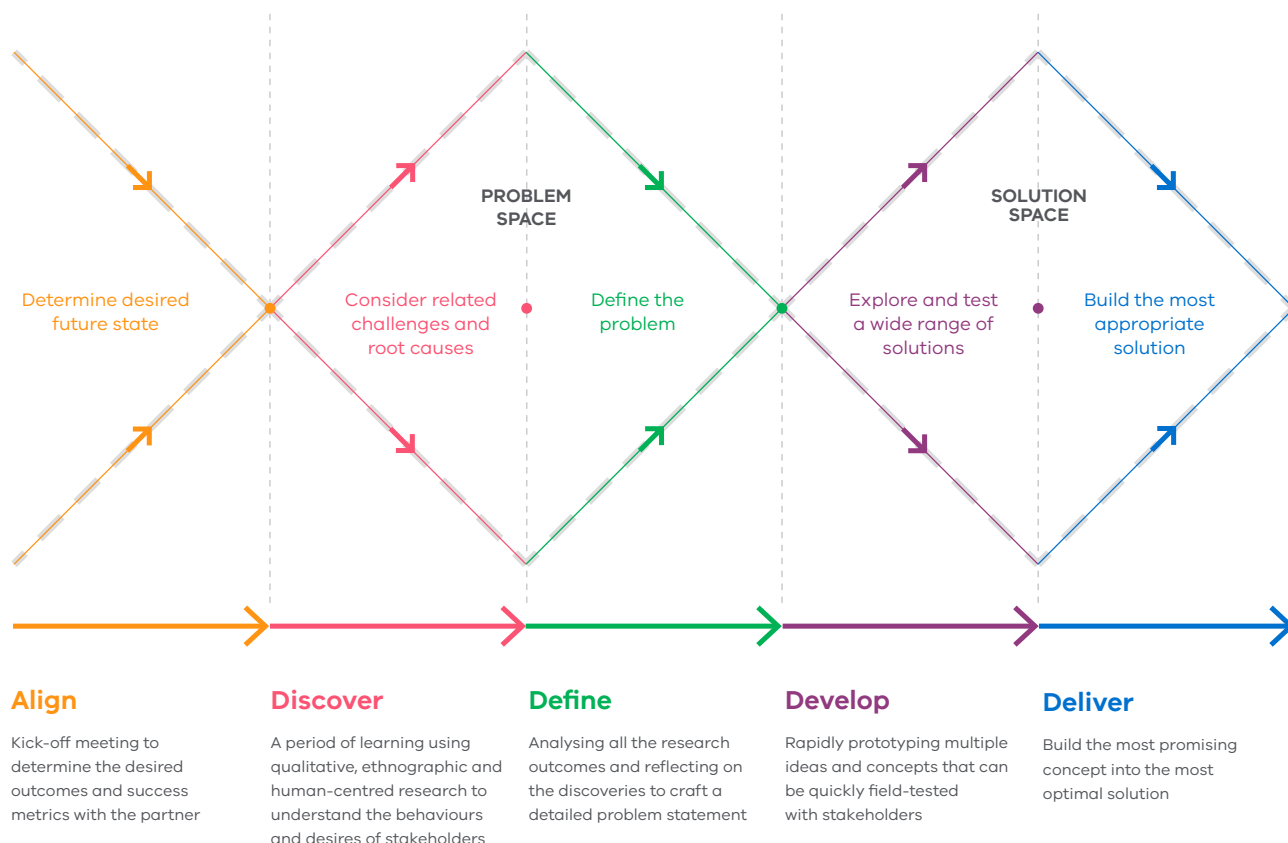 PROBLEM
SPACE
SOLUTION
SPACE
Determine desired
future state
Consider related
challenges and
root causes
Define the
problem
Explore and test
a wide range of
solutions
Build the most
appropriate
solution
Align
Kick-off meeting to
determine the desired
outcomes and success
metrics with the partner
Discover
A period of learning using
qualitative, ethnographic and
human-centred research to
understand the behaviours
and desires of stakeholders
Define
Analysing all the research
outcomes and reflecting on
the discoveries to craft a
detailed problem statement
Develop
Rapidly prototyping multiple
ideas and concepts that can
be quickly field-tested
with stakeholders
Deliver
Build the most promising
concept into the most
optimal solution